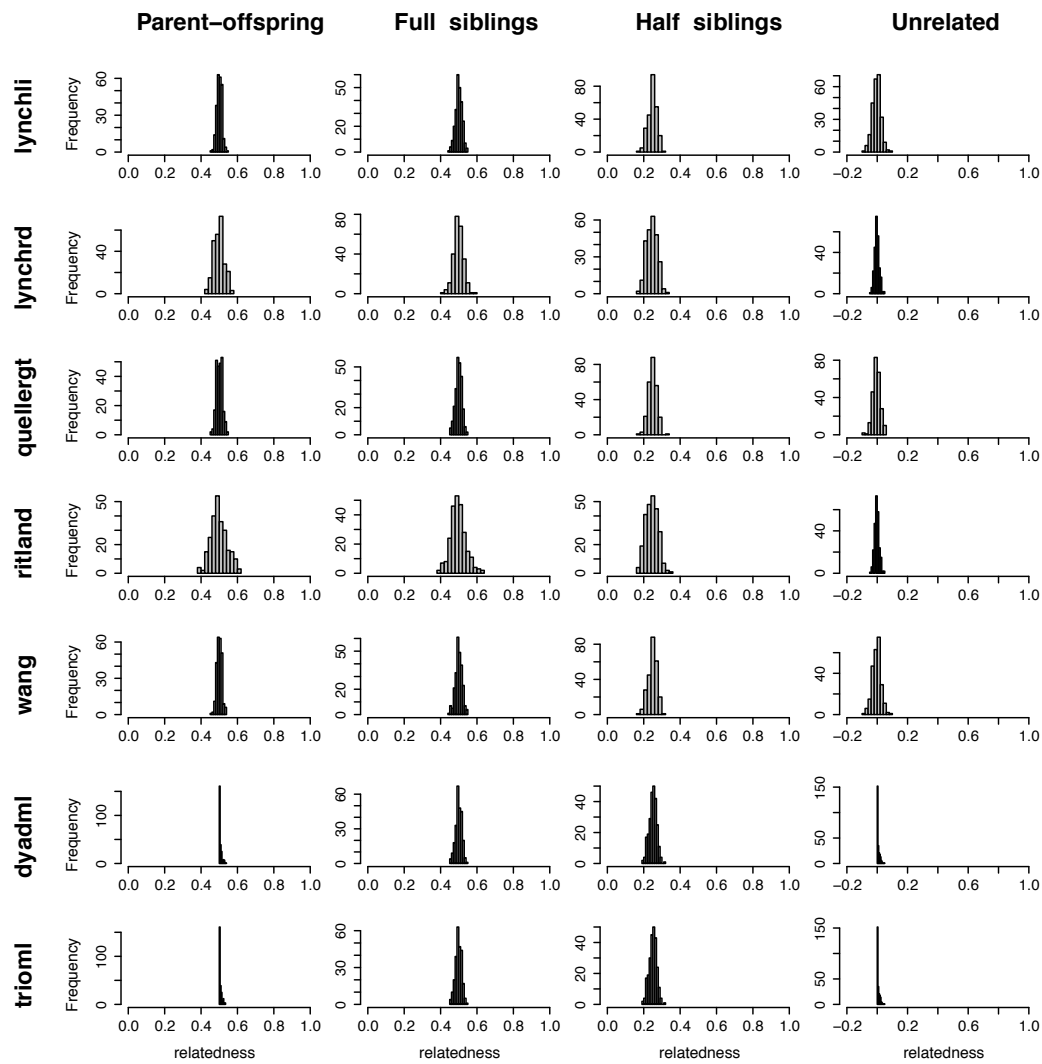 Parent−offspring Full siblings Half siblings Unrelated
lynchli
Frequency
0 30 60
0 20 50
0 40 80
0 30 70
0.0 0.2 0.4 0.6 0.8 1.0
0.0 0.2 0.4 0.6 0.8 1.0
0.0 0.2 0.4 0.6 0.8 1.0
−0.2 0.2 0.6 1.0
lynchrd
Frequency
0 40
0 40 80
0 30 60
0 40
0.0 0.2 0.4 0.6 0.8 1.0
0.0 0.2 0.4 0.6 0.8 1.0
0.0 0.2 0.4 0.6 0.8 1.0
−0.2 0.2 0.6 1.0
quellergt
Frequency
0 20 40
0 20 50
0 40 80
0 40 80
0.0 0.2 0.4 0.6 0.8 1.0
0.0 0.2 0.4 0.6 0.8 1.0
0.0 0.2 0.4 0.6 0.8 1.0
−0.2 0.2 0.6 1.0
ritland
Frequency
0 20 50
0 20 40
0 20 50
0 40
0.0 0.2 0.4 0.6 0.8 1.0
0.0 0.2 0.4 0.6 0.8 1.0
0.0 0.2 0.4 0.6 0.8 1.0
−0.2 0.2 0.6 1.0
wang
Frequency
0 30 60
0 20 50
0 40 80
0 40
0.0 0.2 0.4 0.6 0.8 1.0
0.0 0.2 0.4 0.6 0.8 1.0
0.0 0.2 0.4 0.6 0.8 1.0
−0.2 0.2 0.6 1.0
dyadml
Frequency
0 100
0 30 60
0 20 40
0 50 150
0.0 0.2 0.4 0.6 0.8 1.0
0.0 0.2 0.4 0.6 0.8 1.0
0.0 0.2 0.4 0.6 0.8 1.0
−0.2 0.2 0.6 1.0
trioml
Frequency
0 100
0 30 60
0 20 40
0 50 150
0.0 0.2 0.4 0.6 0.8 1.0
0.0 0.2 0.4 0.6 0.8 1.0
0.0 0.2 0.4 0.6 0.8 1.0
−0.2 0.2 0.6 1.0
relatedness relatedness relatedness relatedness